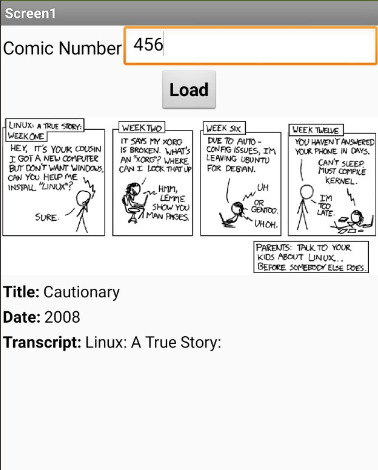 Screen1
Comic Number 456
Load
LINUX: A TRUE STORY:
WEEK ONE
HEY, IT'S YOUR COUSIN
I GOT A NEW COMPUTER
BUT DON'T WANT WINDOWS.
CAN YOU HELP ME
INSTALL "LINUX"?
SURE.
WEEK TWO
IT SAYS MY XORG
IS BROKEN. WHAT'S
AN "XORG"? WHERE
CAN I LOOK THAT UP
HMM,
LEMME
SHOW YOU
MAN PAGES.
WEEK SIX
DUE TO AUTO-
CONFIG ISSUES, I'M
LEAVING UBUNTU
FOR DEBIAN.
UH
OR
GENTOO.
UH OH.
WEEK TWELVE
YOU HAVEN'T ANSWERED
YOUR PHONE IN DAYS.
CAN'T SLEEP.
MUST COMPILE
KERNEL.
I'M
TOO
LATE.
PARENTS: TALK TO YOUR
KIDS ABOUT LINUX...
BEFORE SOMEBODY ELSE DOES.
Title: Cautionary
Date: 2008
Transcript: Linux: A True Story: